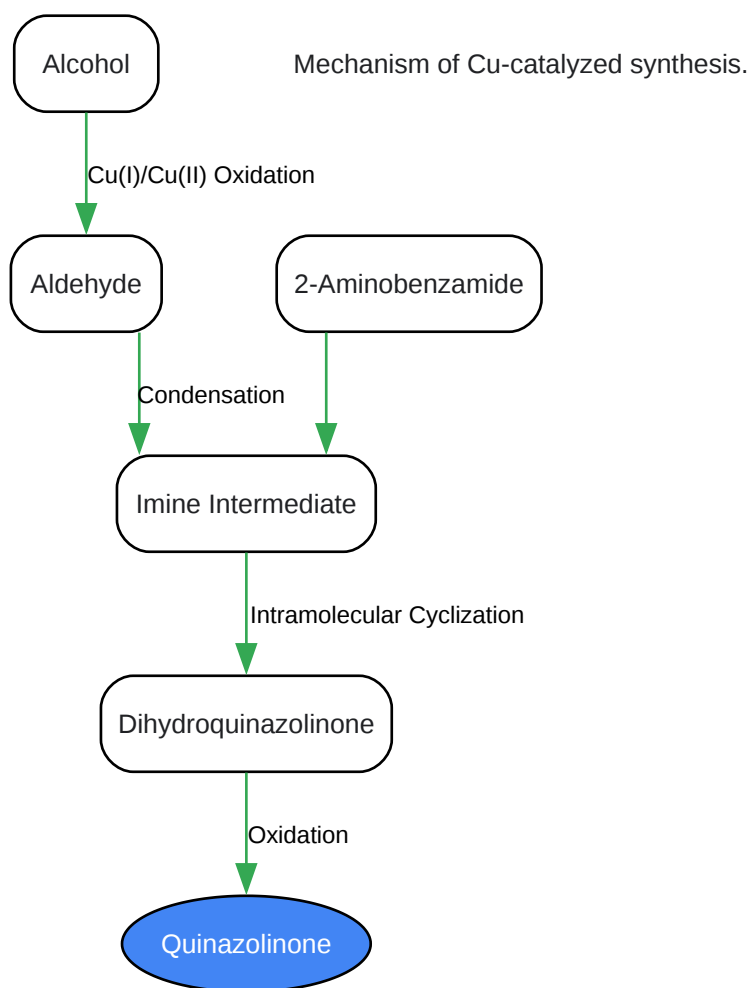 Alcohol
Mechanism of Cu-catalyzed synthesis.
Cu(I)/Cu(II) Oxidation
Aldehyde
2-Aminobenzamide
Condensation
Imine Intermediate
Intramolecular Cyclization
Dihydroquinazolinone
Oxidation
Quinazolinone